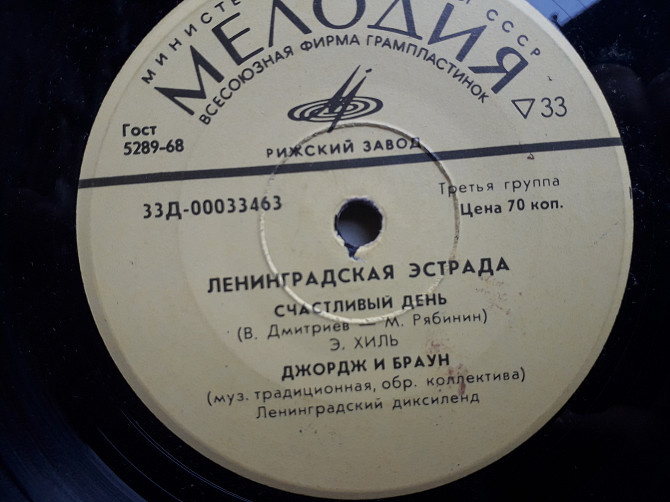 МИНИСТЕ
Ы СССР
МЕЛОДИЯ
ВСЕСОЮЗНАЯ ФИРМА ГРАМПЛАСТИНОК
Гост
5289-68
33
РИЖСКИЙ ЗАВОД
33Д-00033463
Третья группа
Цена 70 коп.
ЛЕНИНГРАДСКАЯ ЭСТРАДА
СЧАСТЛИВЫЙ ДЕНЬ
(В. Дмитриев — М. Рябинин)
Э. ХИЛЬ
ДЖОРДЖ И БРАУН
(муз. традиционная, обр. коллектива)
Ленинградский диксиленд